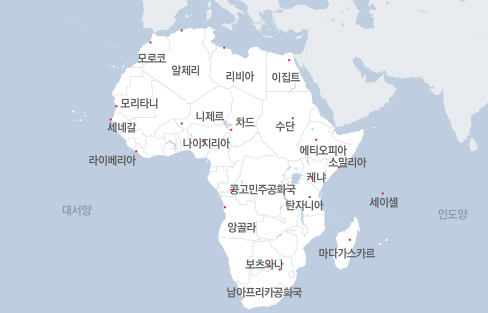 모로코
알제리
리비아
이집트
모리타니
니제르
차드
수단
세네갈
나이지리아
에티오피아
라이베리아
소말리아
케냐
콩고민주공화국
탄자니아
세이셸
대서양
인도양
앙골라
마다가스카르
보츠와나
남아프리카공화국